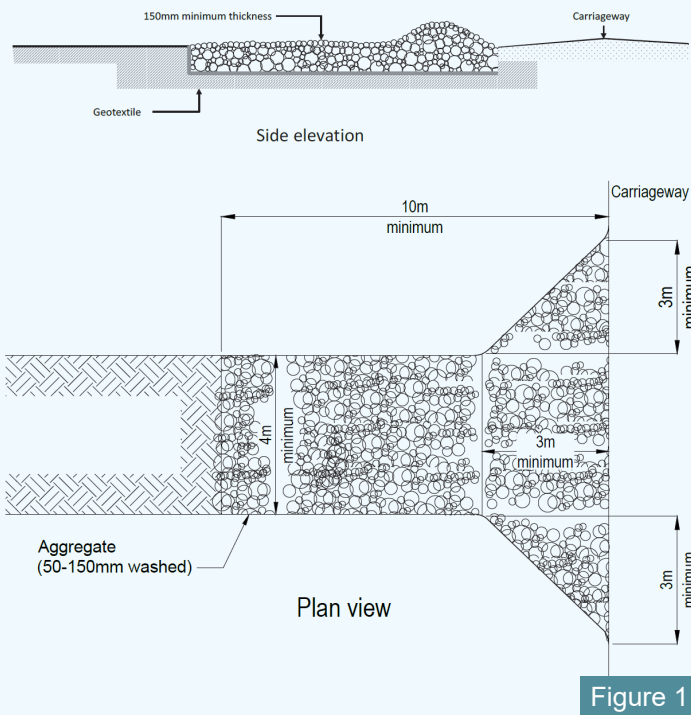 150mm minimum thickness
Carriageway
Geotextile
Side elevation
Carriageway
10m
minimum
3m
minimum
4m
minimum
3m
minimum
3m
minimum
Aggregate
(50-150mm washed)
Plan view
Figure 1